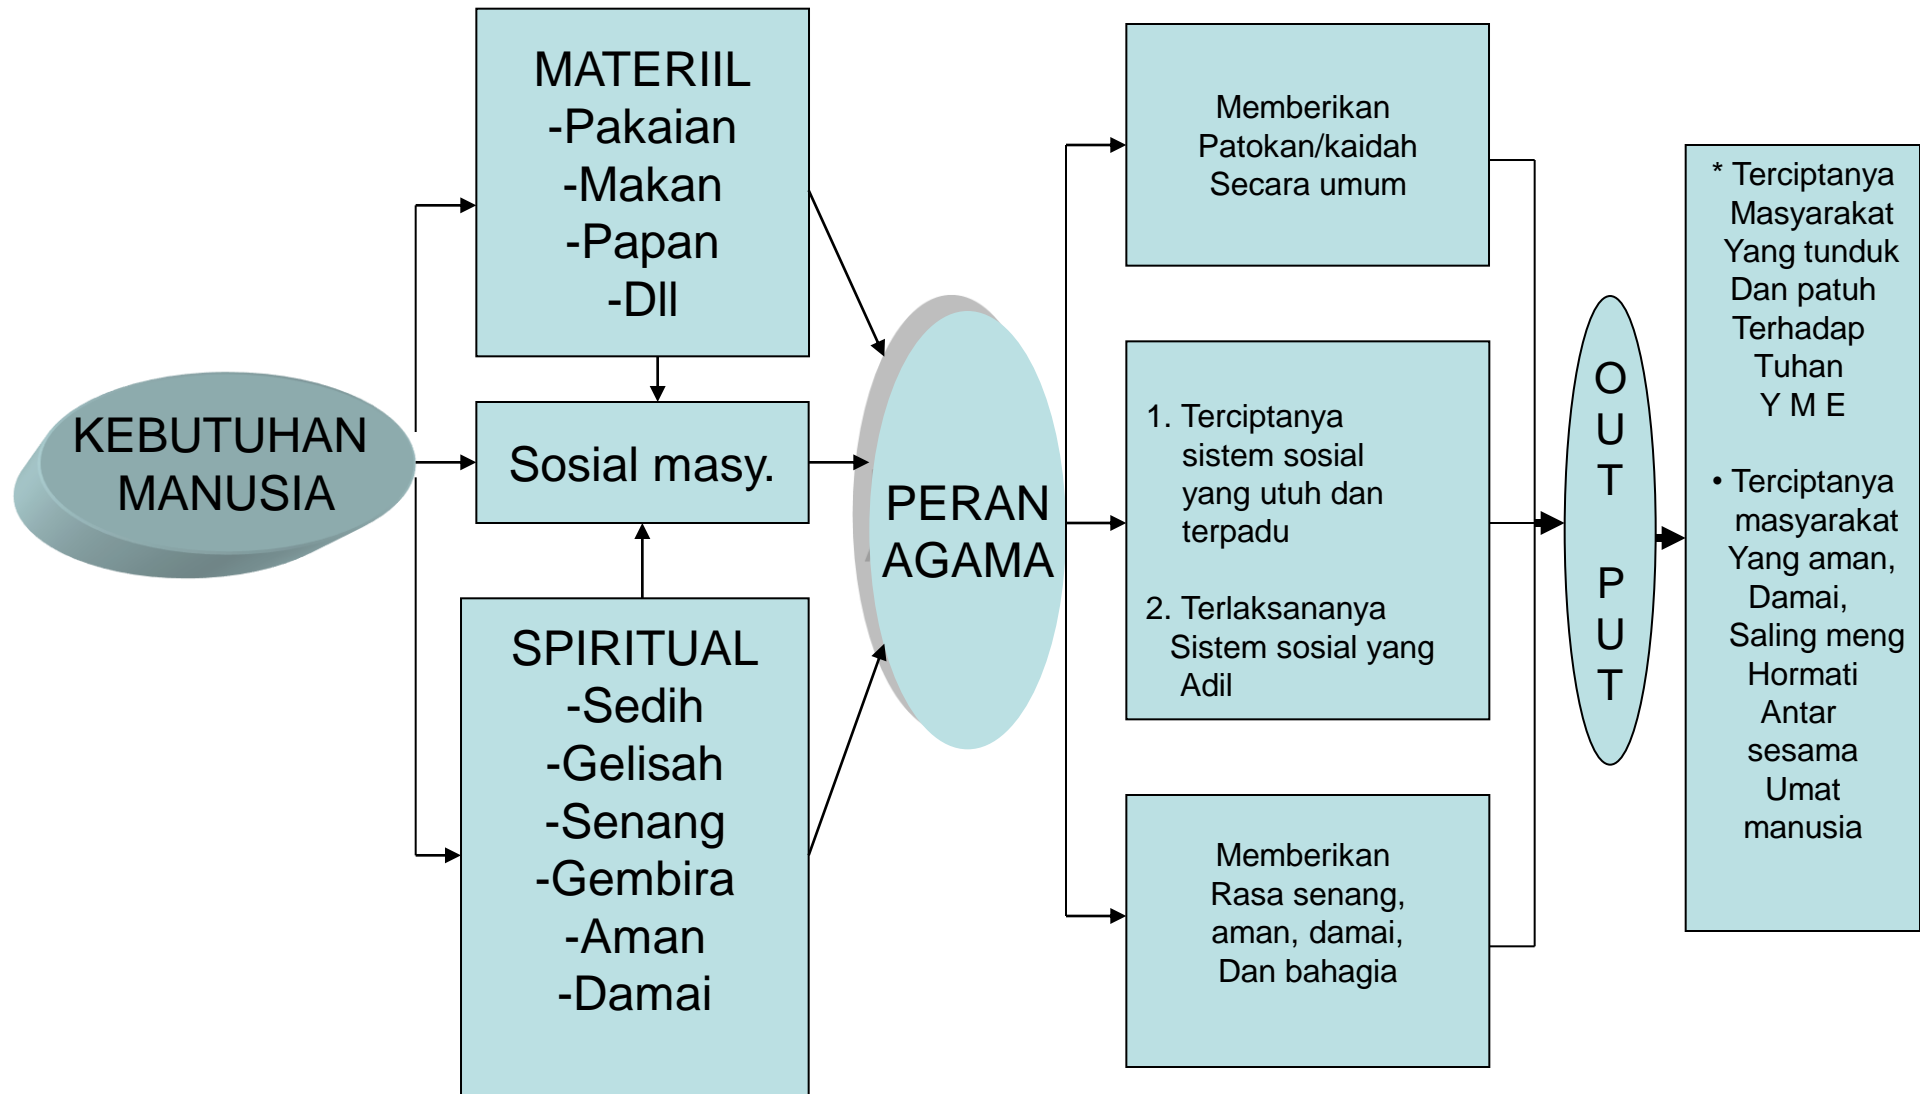 KEBUTUHAN
MANUSIA
MATERIIL
-Pakaian
-Makan
-Papan
-Dll
Sosial masy.
SPIRITUAL
-Sedih
-Gelisah
-Senang
-Gembira
-Aman
-Damai
PERAN
AGAMA
Memberikan
Patokan/kaidah
Secara umum
1. Terciptanya
sistem sosial
yang utuh dan
terpadu
2. Terlaksananya
Sistem sosial yang
Adil
Memberikan
Rasa senang,
aman, damai,
Dan bahagia
O
U
T
P
U
T
* Terciptanya
Masyarakat
Yang tunduk
Dan patuh
Terhadap
Tuhan
Y M E
• Terciptanya
masyarakat
Yang aman,
Damai,
Saling meng
Hormati
Antar
sesama
Umat
manusia